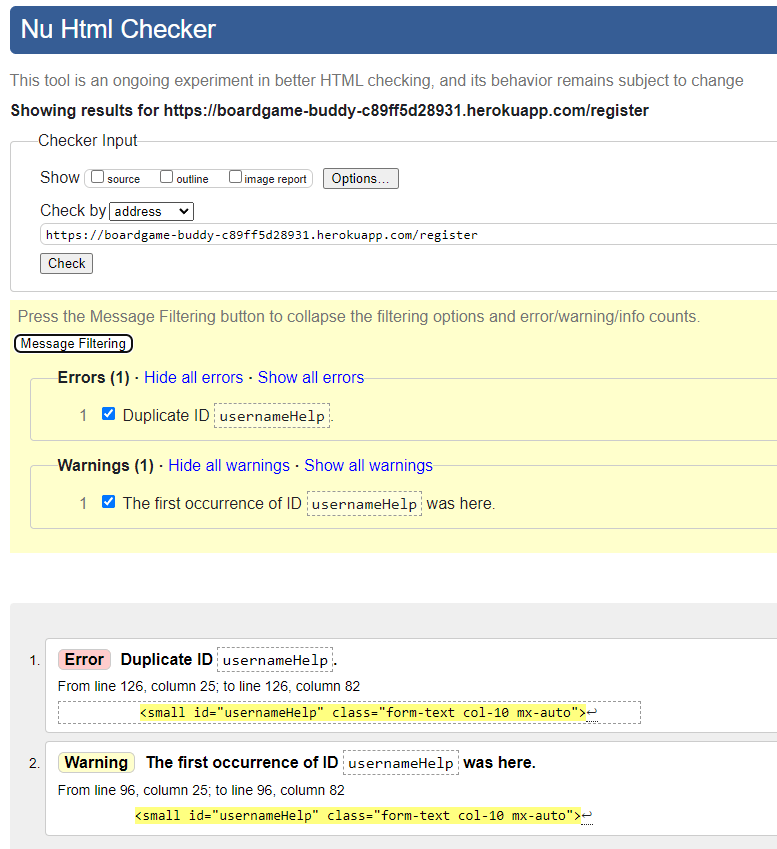 Nu Html Checker
This tool is an ongoing experiment in better HTML checking, and its behavior remains subject to change
Showing results for https://boardgame-buddy-c89ff5d28931.herokuapp.com/register
Checker Input
Show source outline image report Options...
Check by address
https://boardgame-buddy-c89ff5d28931.herokuapp.com/register
Check
Press the Message Filtering button to collapse the filtering options and error/warning/info counts.
Message Filtering
Errors (1) · Hide all errors · Show all errors
1 Duplicate ID usernameHelp.
Warnings (1) · Hide all warnings · Show all warnings
1 The first occurrence of ID usernameHelp was here.
1. Error Duplicate ID usernameHelp.
From line 126, column 25; to line 126, column 82
<small id="usernameHelp" class="form-text col-10 mx-auto">↩
2. Warning The first occurrence of ID usernameHelp was here.
From line 96, column 25; to line 96, column 82
<small id="usernameHelp" class="form-text col-10 mx-auto">↩